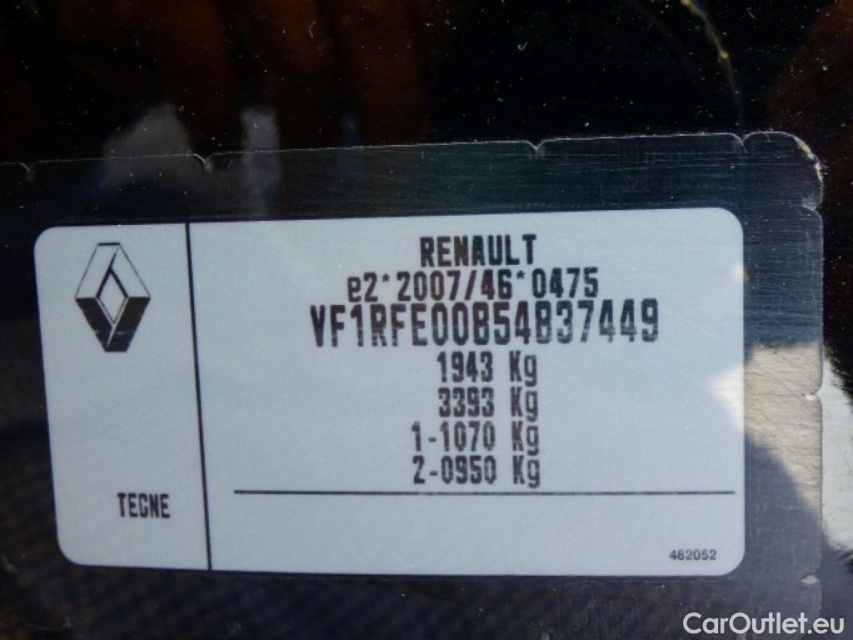 RENAULT
e2*2007/46*0475
VF1RFE00854837449
1943 Kg
3393 Kg
1-1070 Kg
2-0950 Kg
TEGNE
462052
CarOutlet.eu